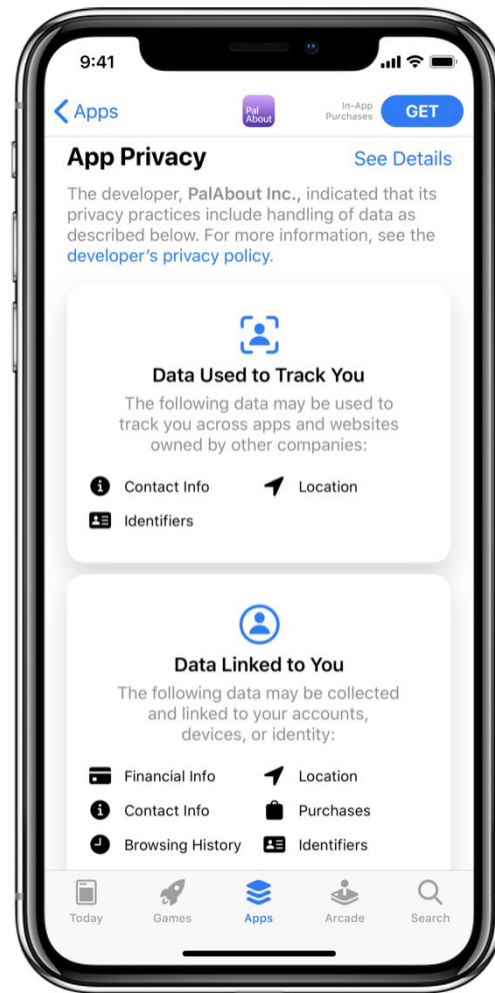 9:41
Apps
Pal
About
In-App
Purchases
GET
App Privacy
See Details
The developer, PalAbout Inc., indicated that its
privacy practices include handling of data as
described below. For more information, see the
developer's privacy policy.
Data Used to Track You
The following data may be used to
track you across apps and websites
owned by other companies:
Contact Info
Location
Identifiers
Data Linked to You
The following data may be collected
and linked to your accounts,
devices, or identity:
Financial Info
Location
Contact Info
Purchases
Browsing History
Identifiers
Today
Games
Apps
Arcade
Search